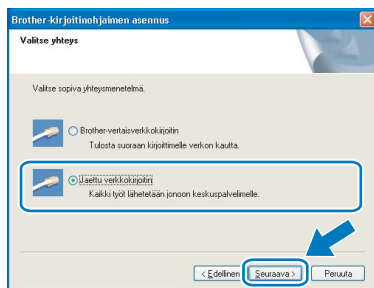 Brother-kirjoitinohjaimen asennus
Valitse yhteys
Valitse sopiva yhteysmenetelmä.
Brother-vertaisverkkokirjoitin
Tulosta suoraan kirjoittimelle verkon kautta.
Jaettu verkkokirjoitin
Kaikki työt lähetetään jonoon keskuspalvelimelle.
< Edellinen Seuraava > Peruuta